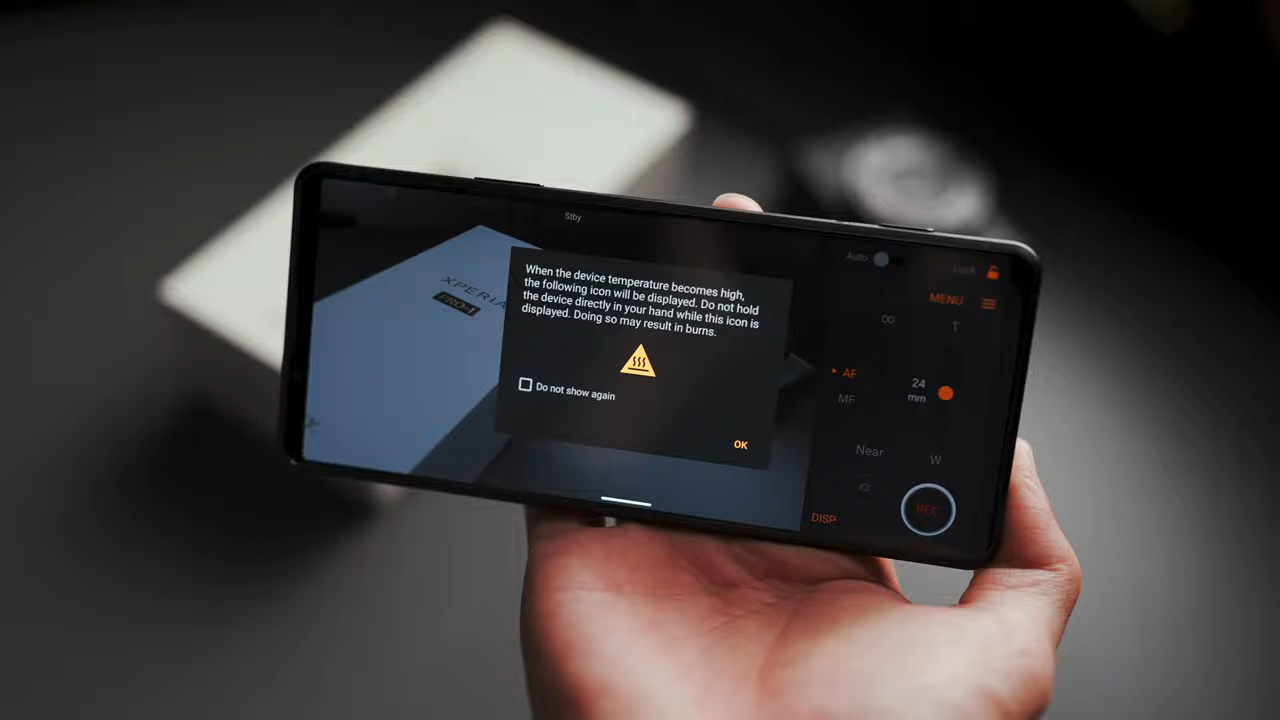 Stby
Auto
Lock
MENU
XPERIA
PRO-I
When the device temperature becomes high,
the following icon will be displayed. Do not hold
the device directly in your hand while this icon is
displayed. Doing so may result in burns.
Do not show again
OK
∞
T
AF
MF
24
mm
Near
W
DISP
REC